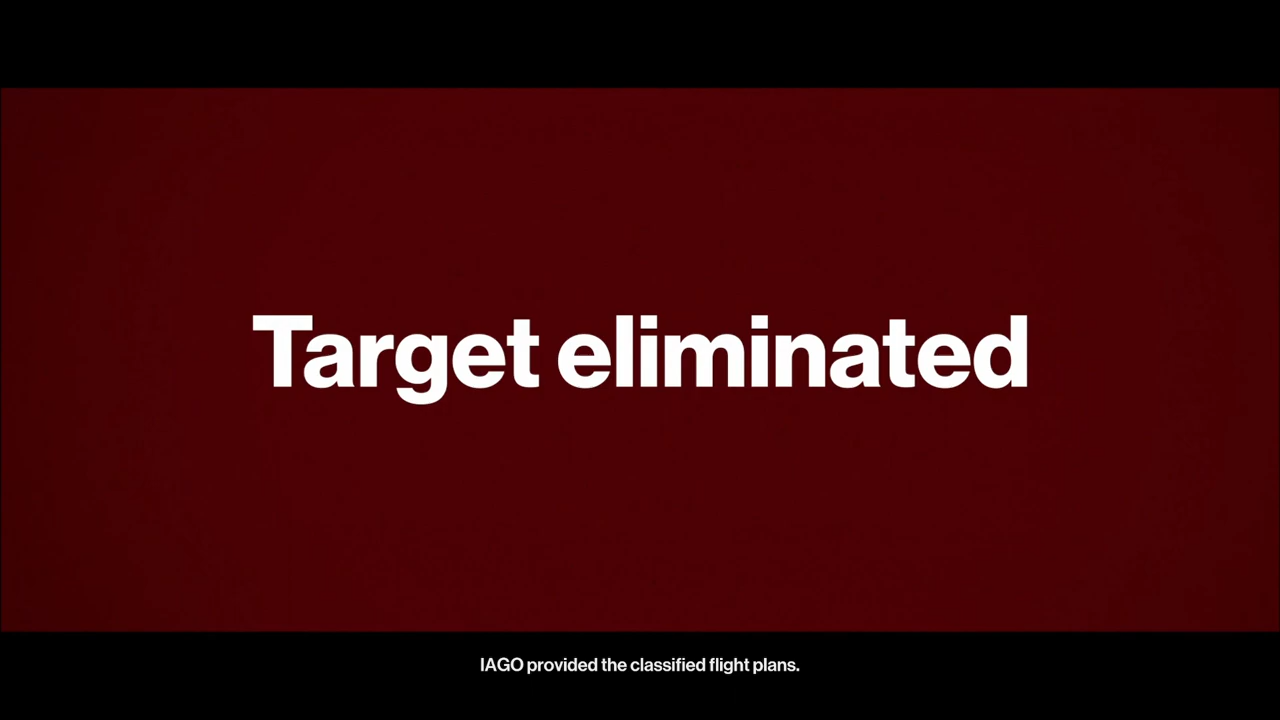 Target eliminated
IAGO provided the classified flight plans.